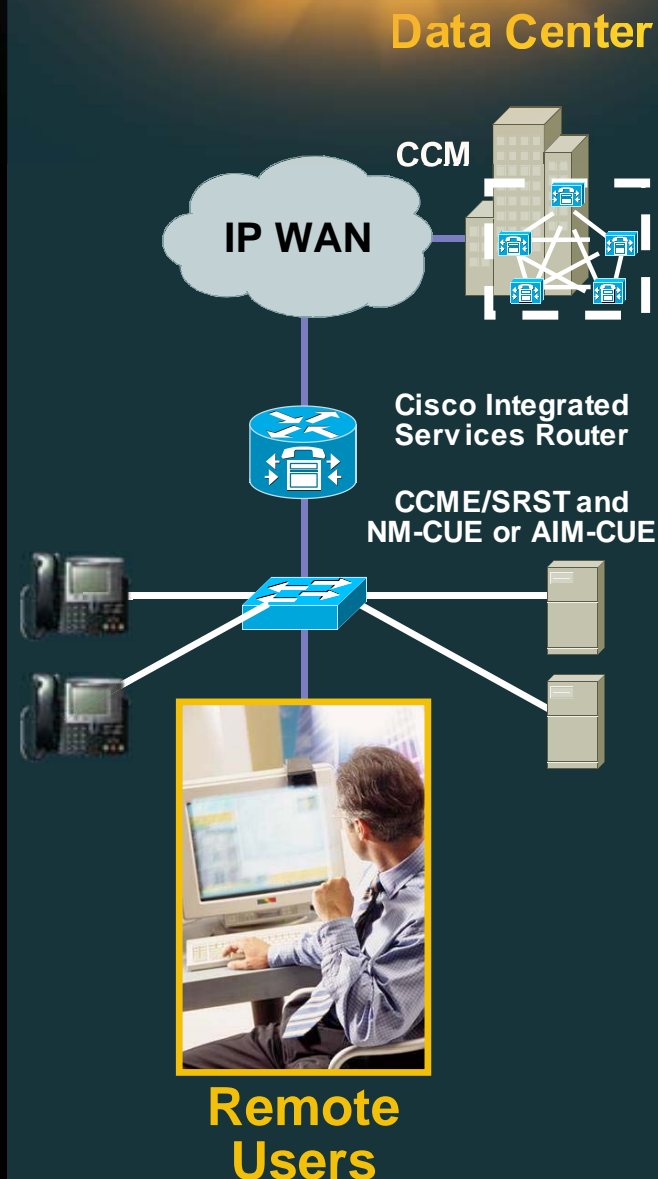 Data Center
CCM
IP WAN
Cisco Integrated
Services Router
CCME/SRST and
NM-CUE or AIM-CUE
Remote
Users